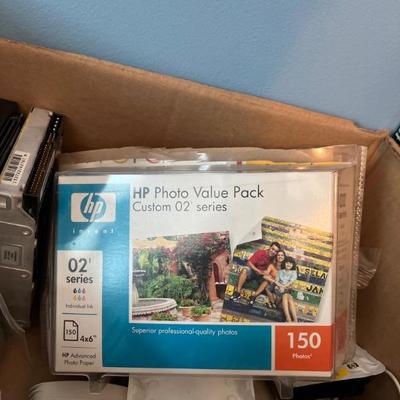 hp
invent
HP Photo Value Pack
Custom 02 series
02¹
series
Individual Ink
150
4x6"
HP Advanced
Photo Paper
Superior professional-quality photos
150
Photos*